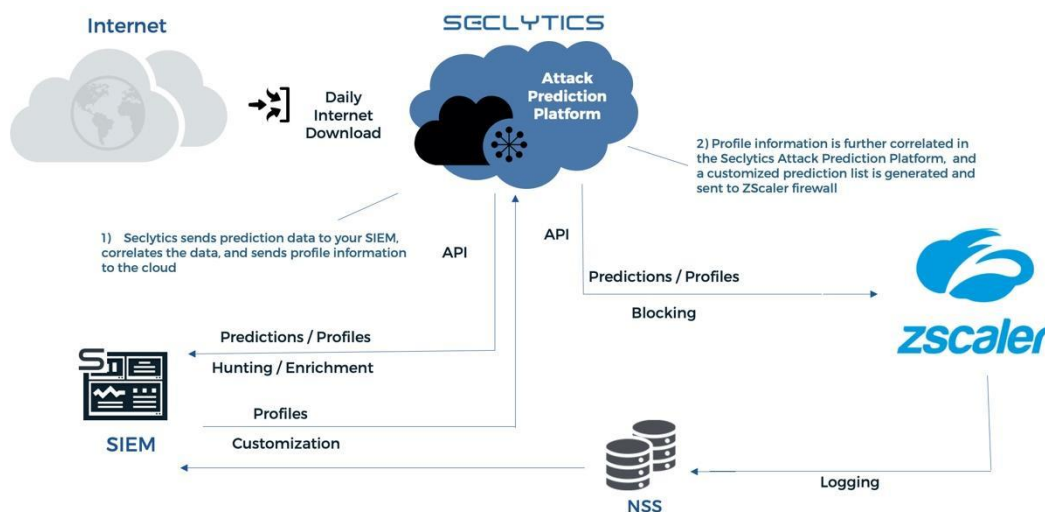 Internet
SECLYTICS
Attack
Prediction
Platform
Daily
Internet
Download
2) Profile information is further correlated in
the Seclytics Attack Prediction Platform, and
a customized prediction list is generated and
sent to ZScaler firewall
1) Seclytics sends prediction data to your SIEM,
correlates the data, and sends profile information
to the cloud
API
API
Predictions / Profiles
Blocking
zscaler
Predictions / Profiles
Hunting / Enrichment
S
SIEM
Profiles
Customization
NSS
Logging